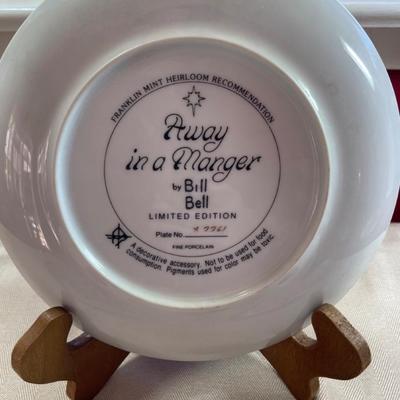 FRANKLIN MINT HEIRLOOM RECOMMENDATION
Away
in a Manger
by Bill
Bell
LIMITED EDITION
Plate No.
FINE PORCELAIN
A decorative accessory. Not to be used for food
consumption. Pigments used for color may be toxic.